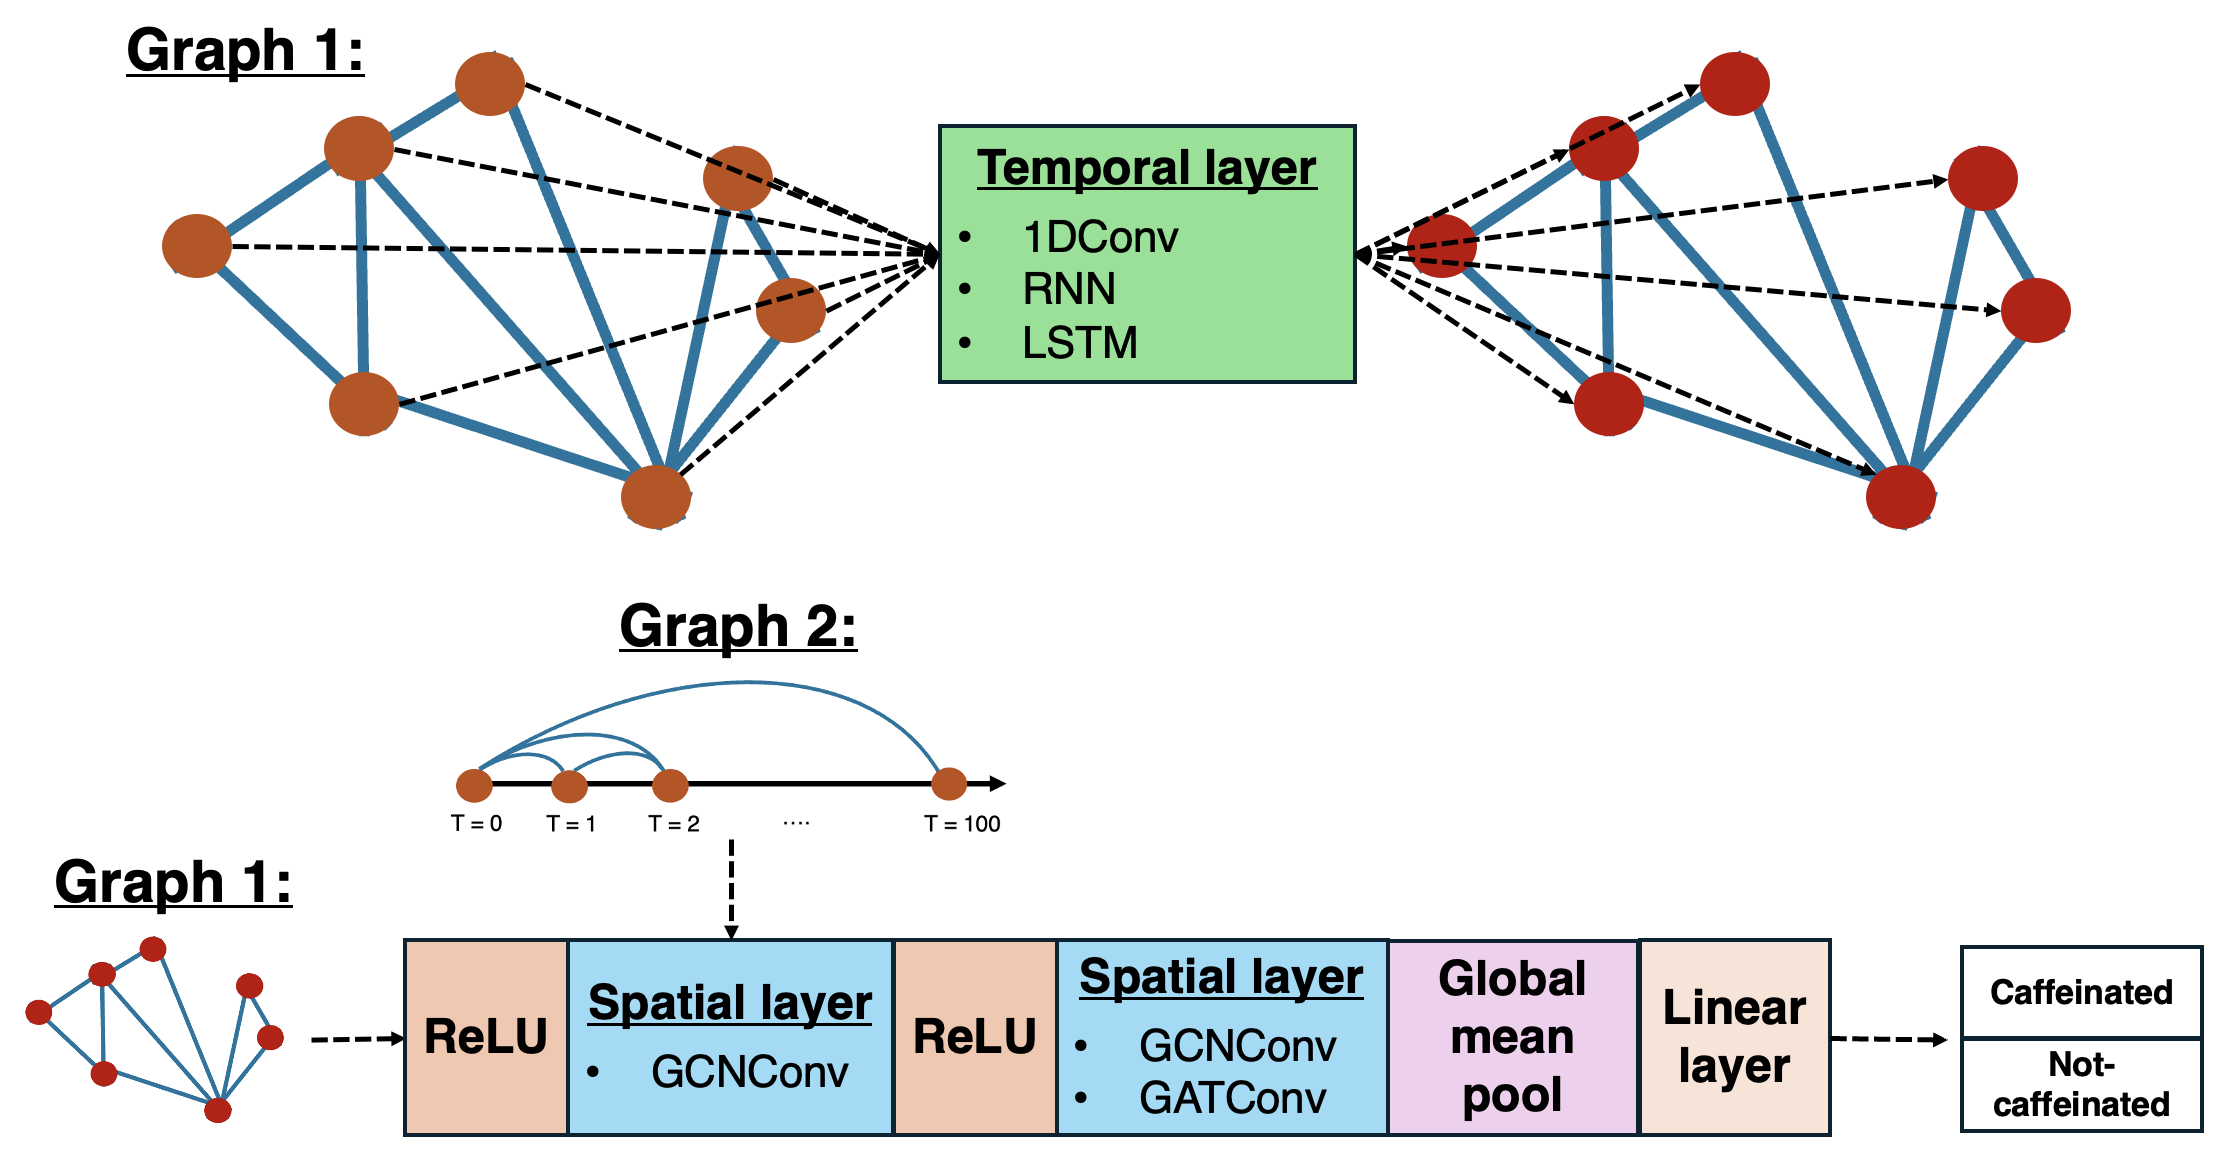 Graph 1:
Temporal layer
• 1DConv
• RNN
• LSTM
Graph 2:
T = 0 T = 1 T = 2 .... T = 100
Graph 1:
ReLU
Spatial layer
• GCNConv
ReLU
Spatial layer
• GCNConv
• GATConv
Global
mean
pool
Linear
layer
Caffeinated
Not-
caffeinated